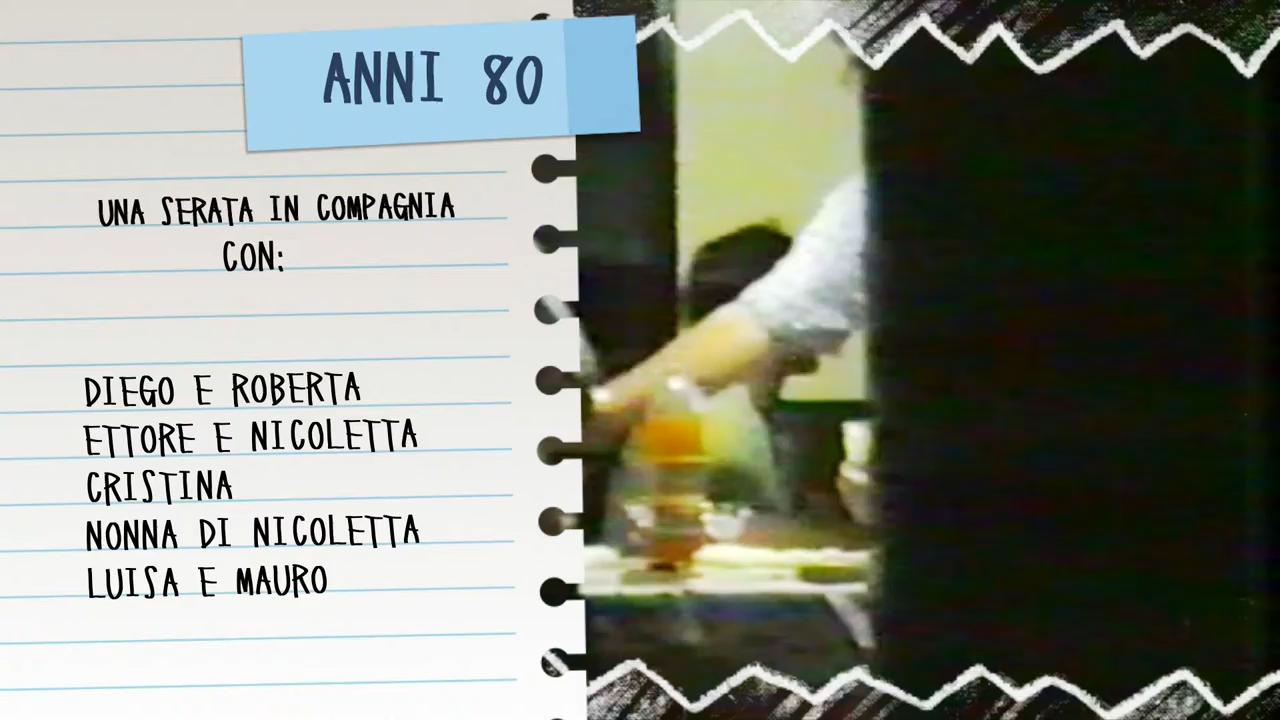 ANNI 80
UNA SERATA IN COMPAGNIA
CON:
DIEGO E ROBERTA
ETTORE E NICOLETTA
CRISTINA
NONNA DI NICOLETTA
LUISA E MAURO